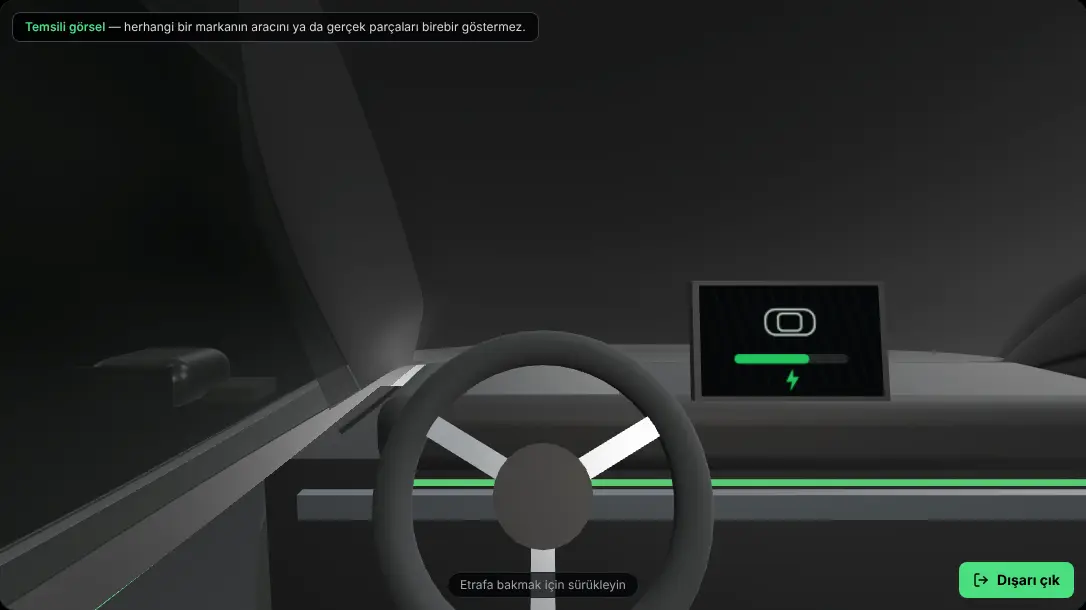 Temsili görsel — herhangi bir markanın aracını ya da gerçek parçaları birebir göstermez.
Etrafa bakmak için sürükleyin
Dışarı çık